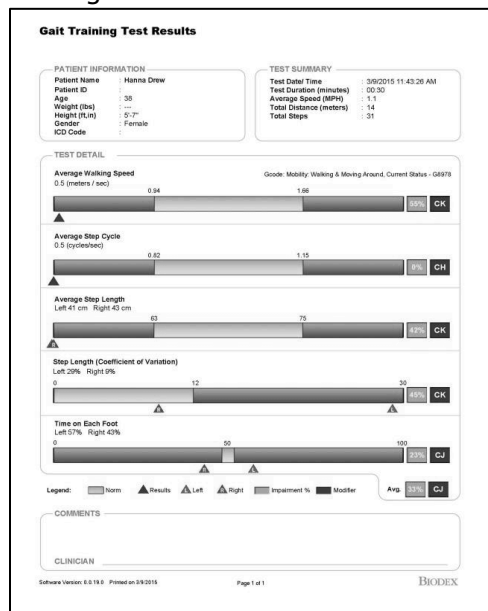 Gait Training Test Results
PATIENT INFORMATION
Patient Name : Hanna Drew
Patient ID :
Age : 38
Weight (lbs) : ---
Height (ft,in) : 5'-7"
Gender : Female
ICD Code :
TEST SUMMARY
Test Date/ Time : 3/9/2015 11:43:26 AM
Test Duration (minutes) : 00:30
Average Speed (MPH) : 1.1
Total Distance (meters) : 14
Total Steps : 31
TEST DETAIL
Average Walking Speed Gcode: Mobility: Walking & Moving Around, Current Status - G8978
0.5 (meters / sec)
0.94 1.66
55% CK
Average Step Cycle
0.5 (cycles/sec)
0.82 1.15
9% CH
Average Step Length
Left 41 cm Right 43 cm
63 75
42% CK
R
Step Length (Coefficient of Variation)
Left 29% Right 9%
0 12 30
45% CK
R L
Time on Each Foot
Left 57% Right 43%
0 50 100
22% CJ
R L
Legend: Norm Results L Left R Right Impairment % Modifier Avg. 33% CJ
COMMENTS
CLINICIAN
Software Version: 0.0.19.0 Printed on 3/9/2015 Page 1 of 1 BIODEX